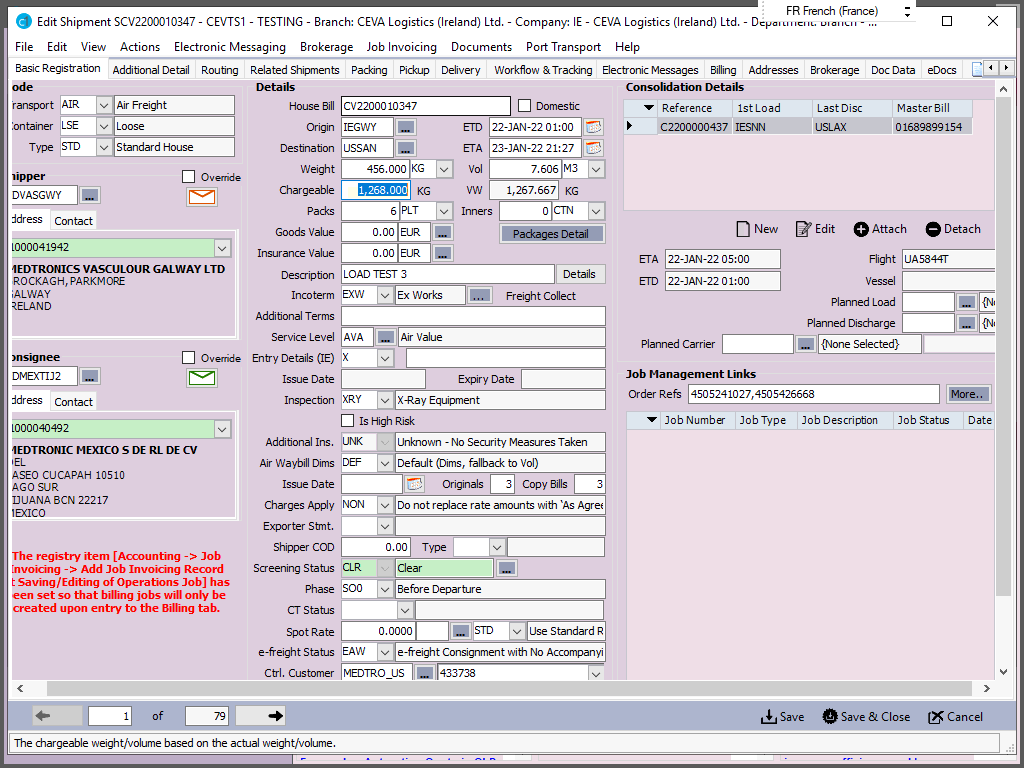 Edit Shipment SCV2200010347 - CEVTS1 - TESTING - Branch: CEVA Logistics (Ireland) Ltd. - Company: IE - CEVA Logistics (Ireland) Ltd. - Department: Branch - ...
FR French (France)
File Edit View Actions Electronic Messaging Brokerage Job Invoicing Documents Port Transport Help
Basic Registration Additional Detail Routing Related Shipments Packing Pickup Delivery Workflow & Tracking Electronic Messages Billing Addresses Brokerage Doc Data eDocs
ode
ransport AIR Air Freight
ontainer LSE Loose
Type STD Standard House
hipper Override
DVASGWY ...
ddress Contact
1000041942
MEDTRONICS VASCULOUR GALWAY LTD
BROCKAGH, PARKMORE
GALWAY
RELAND
onsignee Override
DMEXTIJ2 ...
ddress Contact
1000040492
MEDTRONIC MEXICO S DE RL DE CV
DEL
PASEO CUCAPAH 10510
AGO SUR
TIJUANA BCN 22217
MEXICO
The registry item [Accounting -> Job
Invoicing -> Add Job Invoicing Record
t Saving/Editing of Operations Job] has
een set so that billing jobs will only be
created upon entry to the Billing tab.
Details
House Bill CV2200010347 Domestic
Origin IEGWY ... ETD 22-JAN-22 01:00
Destination USSAN ... ETA 23-JAN-22 21:27
Weight 456.000 KG Vol 7.606 M3
Chargeable 1,268.000 KG VW 1,267.667 KG
Packs 6 PLT Inners 0 CTN
Goods Value 0.00 EUR ... Packages Detail
Insurance Value 0.00 EUR ...
Description LOAD TEST 3 Details
Incoterm EXW Ex Works ... Freight Collect
Additional Terms
Service Level AVA ... Air Value
Entry Details (IE) X
Issue Date Expiry Date
Inspection XRY X-Ray Equipment
Is High Risk
Additional Ins. UNK Unknown - No Security Measures Taken
Air Waybill Dims DEF Default (Dims, fallback to Vol)
Issue Date Originals 3 Copy Bills 3
Charges Apply NON Do not replace rate amounts with 'As Agree
Exporter Stmt.
Shipper COD 0.00 Type
Screening Status CLR Clear ...
Phase SO0 Before Departure
CT Status
Spot Rate 0.0000 ... STD Use Standard R
e-freight Status EAW e-freight Consignment with No Accompanyi
Ctrl. Customer MEDTRO_US ... 433738
Consolidation Details
Reference 1st Load Last Disc Master Bill
C2200000437 IESNN USLAX 01689899154
New Edit Attach Detach
ETA 22-JAN-22 05:00 Flight UA5844T
ETD 22-JAN-22 01:00 Vessel
Planned Load ... {No
Planned Discharge ... {No
Planned Carrier ... {None Selected}
Job Management Links
Order Refs 4505241027,4505426668 More..
Job Number Job Type Job Description Job Status Date
1 of 79 Save Save & Close Cancel
The chargeable weight/volume based on the actual weight/volume.